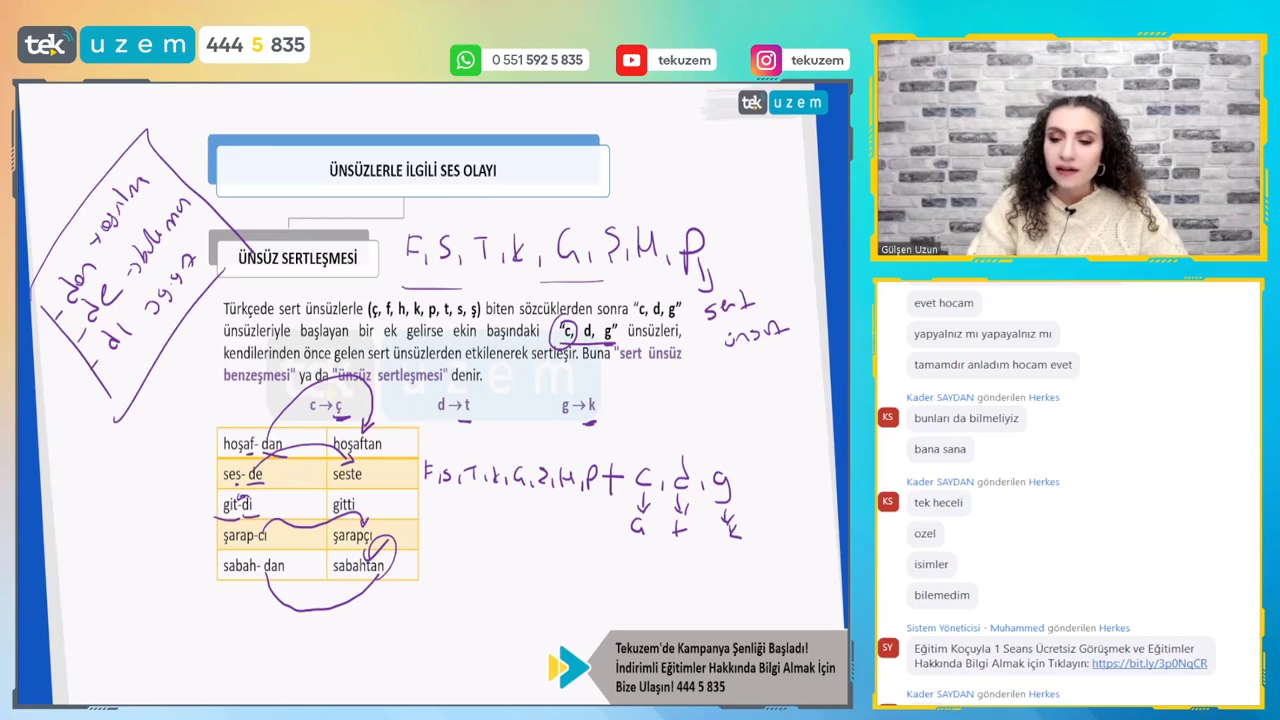 tek uzem 444 5 835
0 551 592 5 835
tekuzem
tekuzem
tek uzem
ÜNSÜZLERLE İLGİLİ SES OLAYI
ÜNSÜZ SERTLEŞMESİ
F, S, T, K, Ç, Ş, H, P
sert
ünsüz
Türkçede sert ünsüzlerle (ç, f, h, k, p, t, s, ş) biten sözcüklerden sonra “c, d, g”
ünsüzleriyle başlayan bir ek gelirse ekin başındaki “c, d, g” ünsüzleri,
kendilerinden önce gelen sert ünsüzlerden etkilenerek sertleşir. Buna "sert ünsüz
benzeşmesi" ya da "ünsüz sertleşmesi" denir.
uzem
c→ç d→t g→k
hoşaf- dan hoşaftan
ses- de seste
git-di gitti
şarap-cı şarapçı
sabah- dan sabahtan
F, S, T, K, Ç, Ş, H, P + c, d, g
Ç t k
- dan → ayrılma
- de → bulunma
- di
Tekuzem'de Kampanya Şenliği Başladı!
İndirimli Eğitimler Hakkında Bilgi Almak İçin
Bize Ulaşın! 444 5 835
Gülşen Uzun
evet hocam
yapyalnız mı yapayalnız mı
tamamdır anladım hocam evet
Kader SAYDAN gönderilen Herkes
KS
bunları da bilmeliyiz
bana sana
Kader SAYDAN gönderilen Herkes
KS
tek heceli
ozel
isimler
bilemedim
Sistem Yöneticisi - Muhammed gönderilen Herkes
SY
Eğitim Koçuyla 1 Seans Ücretsiz Görüşmek ve Eğitimler
Hakkında Bilgi Almak için Tıklayın: https://bit.ly/3p0NqCR
Kader SAYDAN gönderilen Herkes